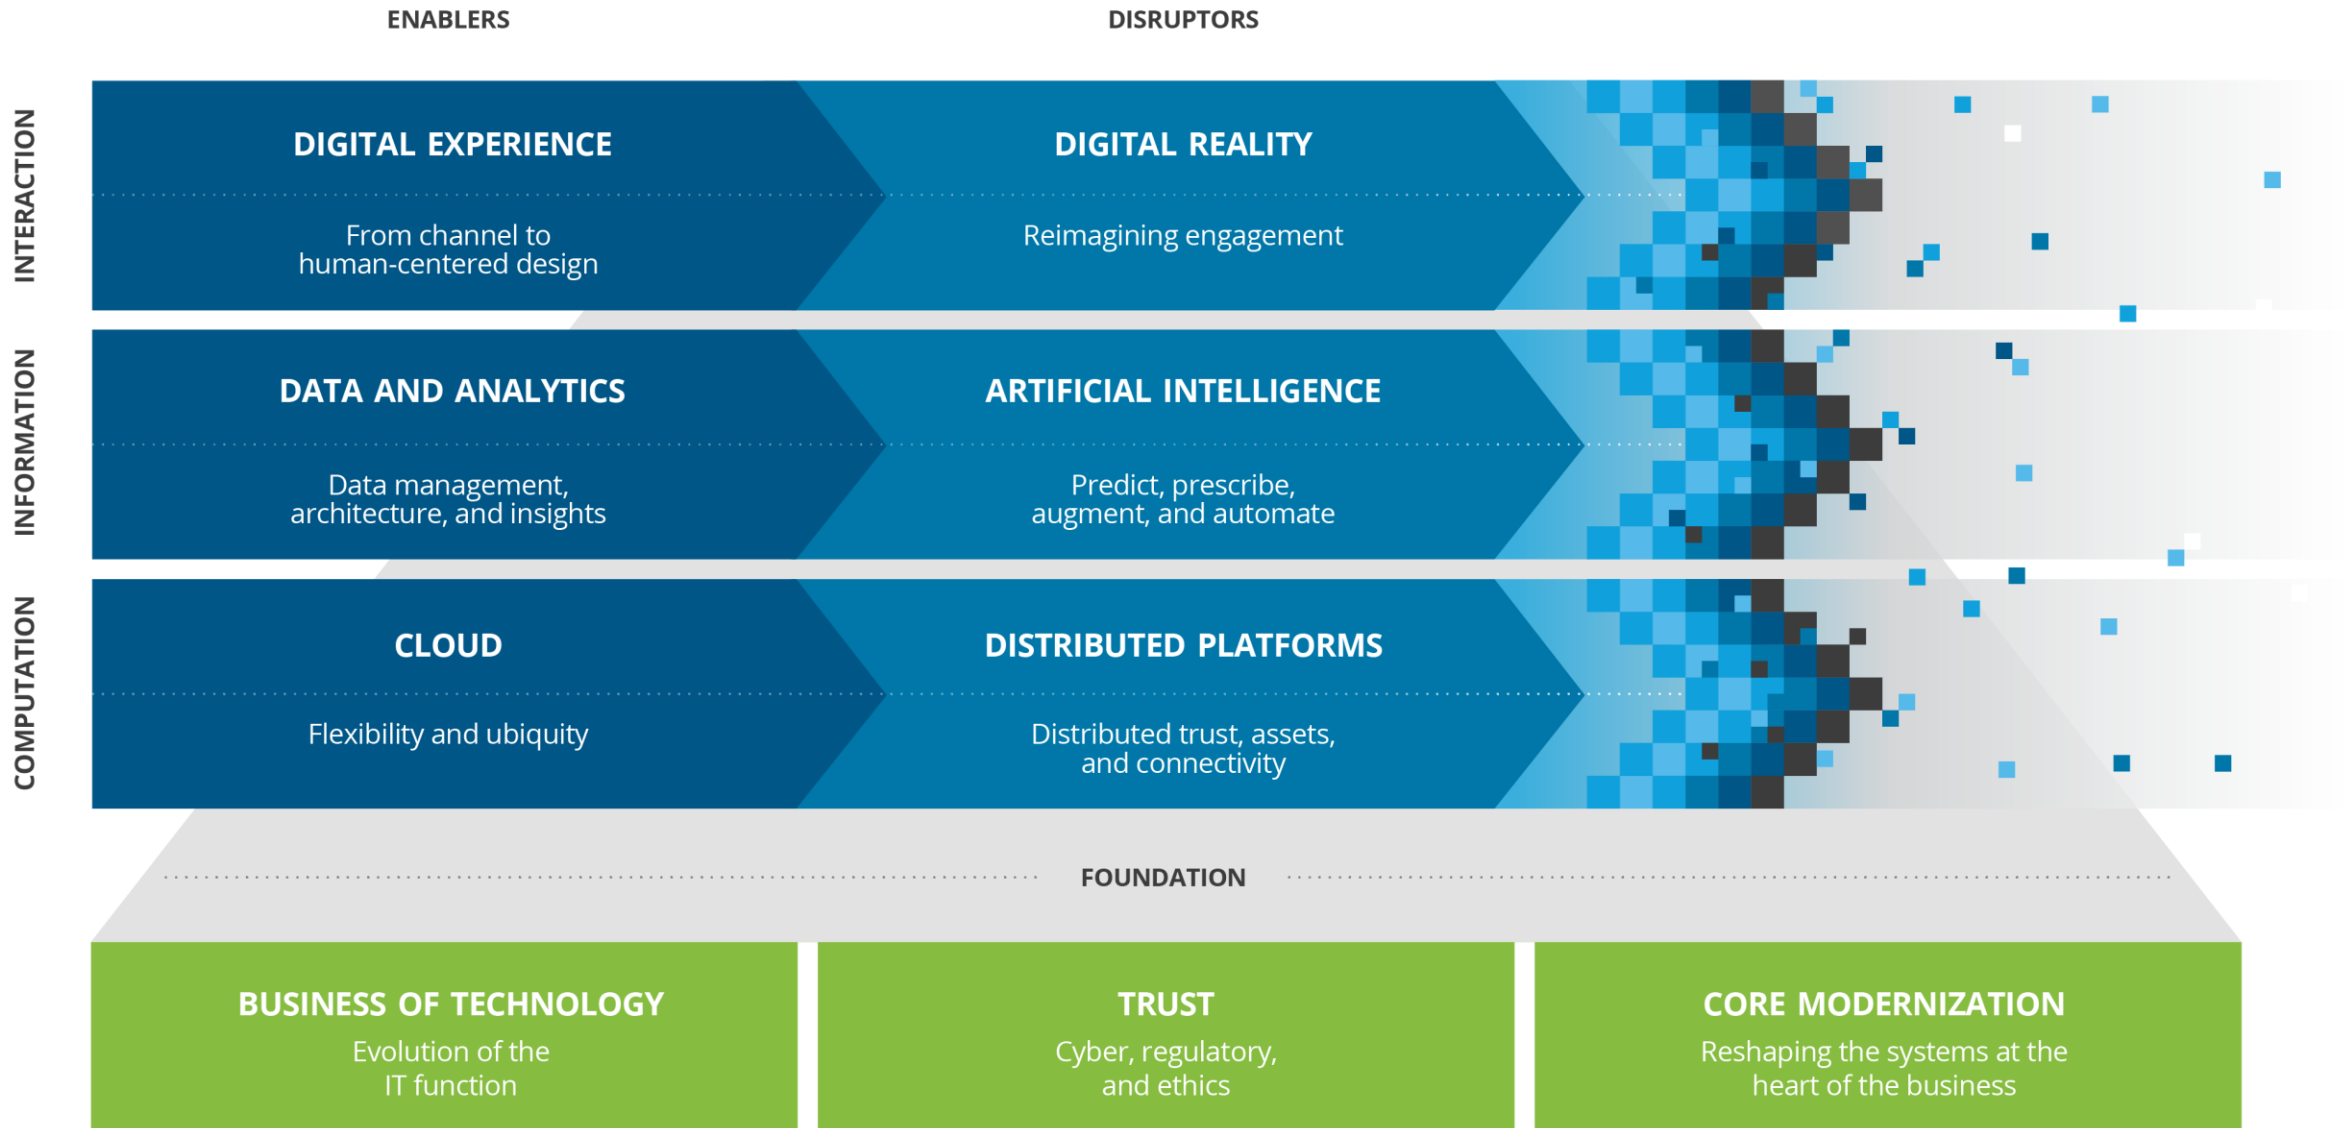 ENABLERS
DISRUPTORS
INTERACTION
DIGITAL EXPERIENCE
From channel to
human-centered design
DIGITAL REALITY
Reimagining engagement
INFORMATION
DATA AND ANALYTICS
Data management,
architecture, and insights
ARTIFICIAL INTELLIGENCE
Predict, prescribe,
augment, and automate
COMPUTATION
CLOUD
Flexibility and ubiquity
DISTRIBUTED PLATFORMS
Distributed trust, assets,
and connectivity
FOUNDATION
BUSINESS OF TECHNOLOGY
Evolution of the
IT function
TRUST
Cyber, regulatory,
and ethics
CORE MODERNIZATION
Reshaping the systems at the
heart of the business